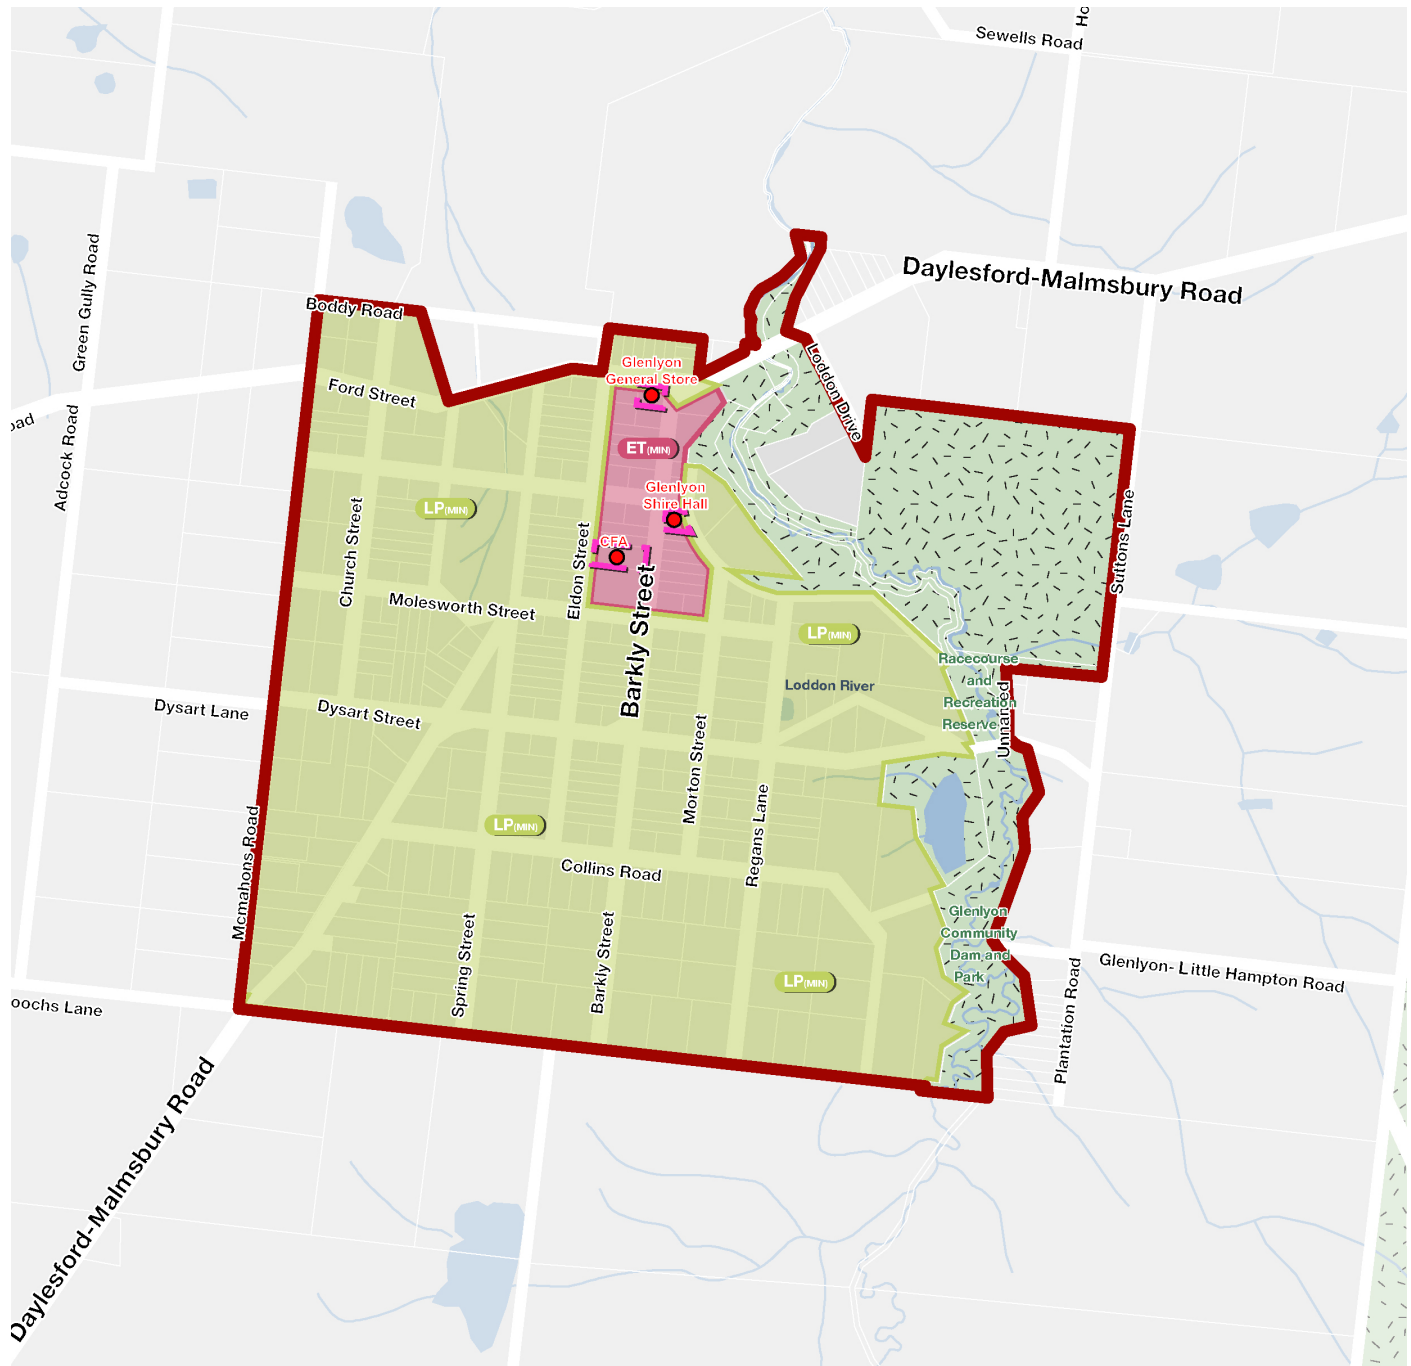 Sewells Road
Daylesford-Malmsbury Road
Green Gully Road
Boddy Road
Loddon Drive
Glenlyon
General Store
Ford Street
Adcock Road
ET(MIN)
Glenlyon
Shire Hall
LP(MIN)
Church Street
CFA
Eldon Street
Suttons Lane
Molesworth Street
Barkly Street
LP(MIN)
Loddon River
Racecourse
and
Recreation
Reserve
Unnamed
Dysart Lane
Dysart Street
Morton Street
Regans Lane
LP(MIN)
Mcmahons Road
Collins Road
Spring Street
Barkly Street
Glenlyon
Community
Dam and
Park
LP(MIN)
Glenlyon- Little Hampton Road
Plantation Road
oochs Lane
Daylesford-Malmsbury Road